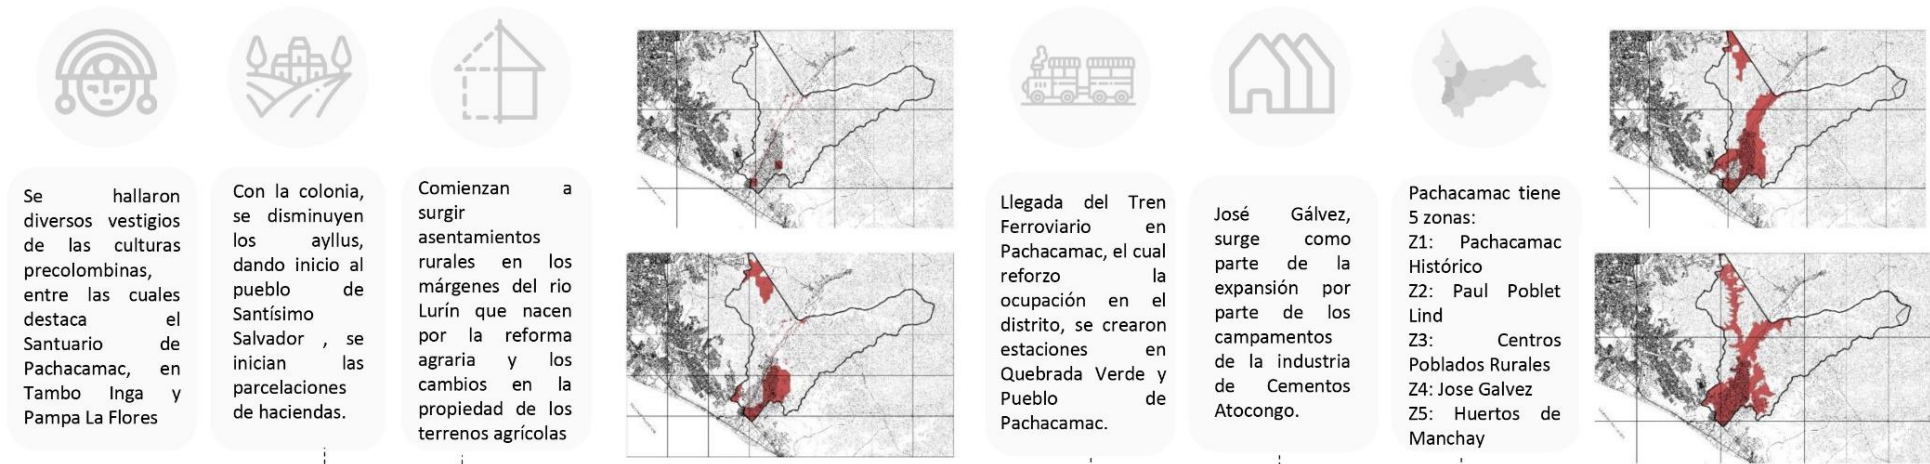 Se hallaron
diversos vestigios
de las culturas
precolombinas,
entre las cuales
destaca el
Santuario de
Pachacamac, en
Tambo Inga y
Pampa La Flores
Con la colonia,
se disminuyen
los ayllus,
dando inicio al
pueblo de
Santísimo
Salvador , se
inician las
parcelaciones
de haciendas.
Comienzan a
surgir
asentamientos
rurales en los
márgenes del rio
Lurín que nacen
por la reforma
agraria y los
cambios en la
propiedad de los
terrenos agrícolas
Llegada del Tren
Ferroviario en
Pachacamac, el cual
reforzo la
ocupación en el
distrito, se crearon
estaciones en
Quebrada Verde y
Pueblo de
Pachacamac.
José Gálvez,
surge como
parte de la
expansión por
parte de los
campamentos
de la industria
de Cementos
Atocongo.
Pachacamac tiene
5 zonas:
Z1: Pachacamac
Histórico
Z2: Paul Poblet
Lind
Z3: Centros
Poblados Rurales
Z4: Jose Galvez
Z5: Huertos de
Manchay